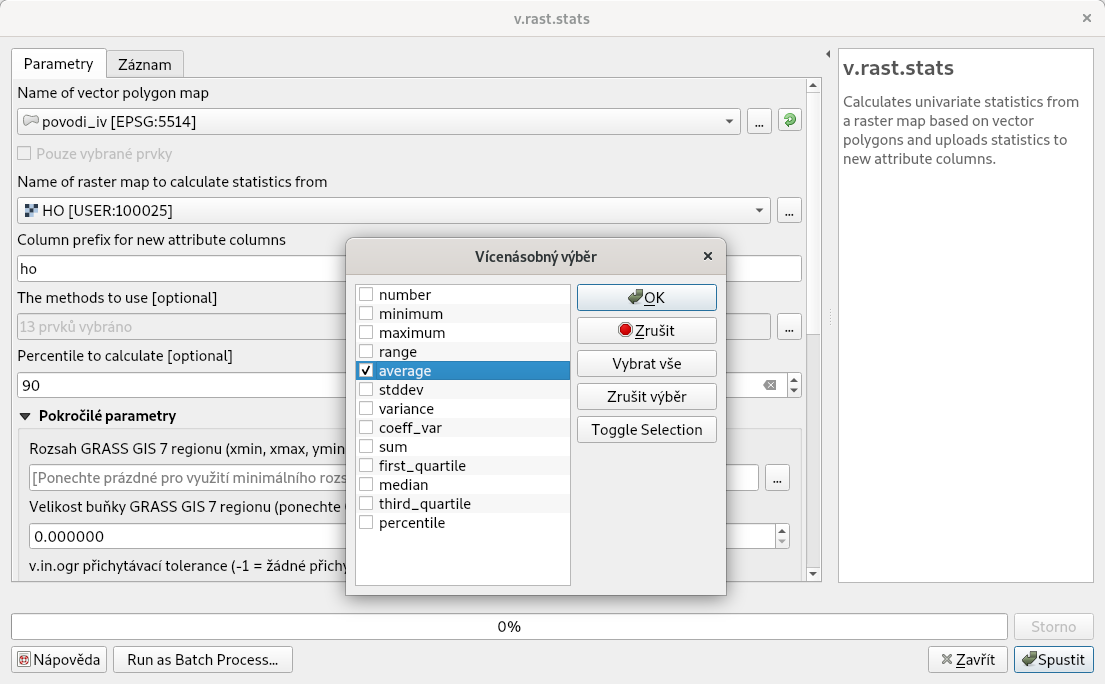 v.rast.stats
Parametry
Záznam
Name of vector polygon map
povodi_iv [EPSG:5514]
...
Pouze vybrané prvky
Name of raster map to calculate statistics from
HO [USER:100025]
...
Column prefix for new attribute columns
ho
The methods to use [optional]
13 prvků vybráno
...
Percentile to calculate [optional]
90
Pokročilé parametry
Rozsah GRASS GIS 7 regionu (xmin, xmax, ymin
[Ponechte prázdné pro využití minimálního rozs
...
Velikost buňky GRASS GIS 7 regionu (ponechte
0.000000
v.in.ogr přichytávací tolerance (-1 = žádné přichy
Vícenásobný výběr
number
minimum
maximum
range
average
stddev
variance
coeff_var
sum
first_quartile
median
third_quartile
percentile
OK
Zrušit
Vybrat vše
Zrušit výběr
Toggle Selection
v.rast.stats
Calculates univariate statistics from
a raster map based on vector
polygons and uploads statistics to
new attribute columns.
0%
Storno
Nápověda
Run as Batch Process...
Zavřít
Spustit